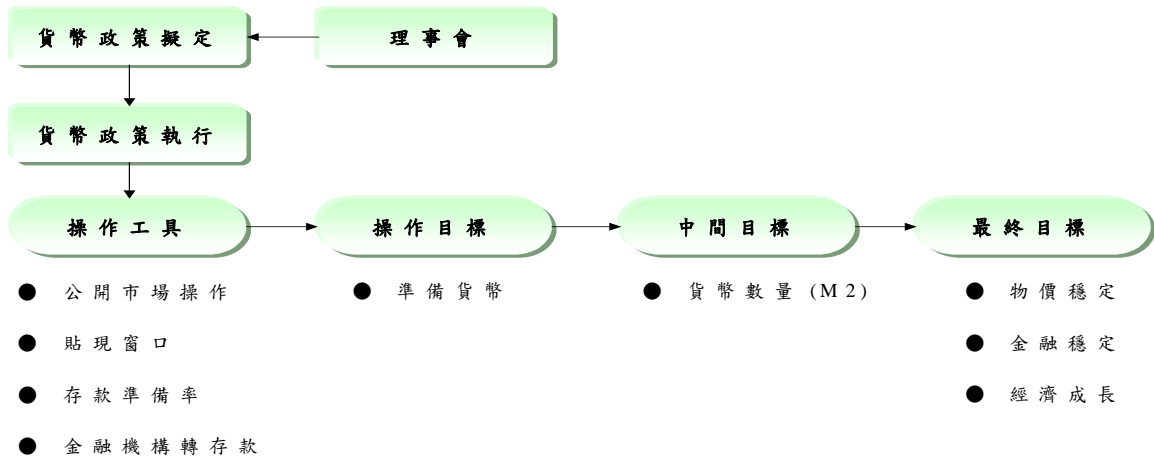 貨幣政策擬定
理事會
貨幣政策執行
操作工具
操作目標
中間目標
最終目標
● 公開市場操作
● 貼現窗口
● 存款準備率
● 金融機構轉存款
● 準備貨幣
● 貨幣數量(M2)
● 物價穩定
● 金融穩定
● 經濟成長